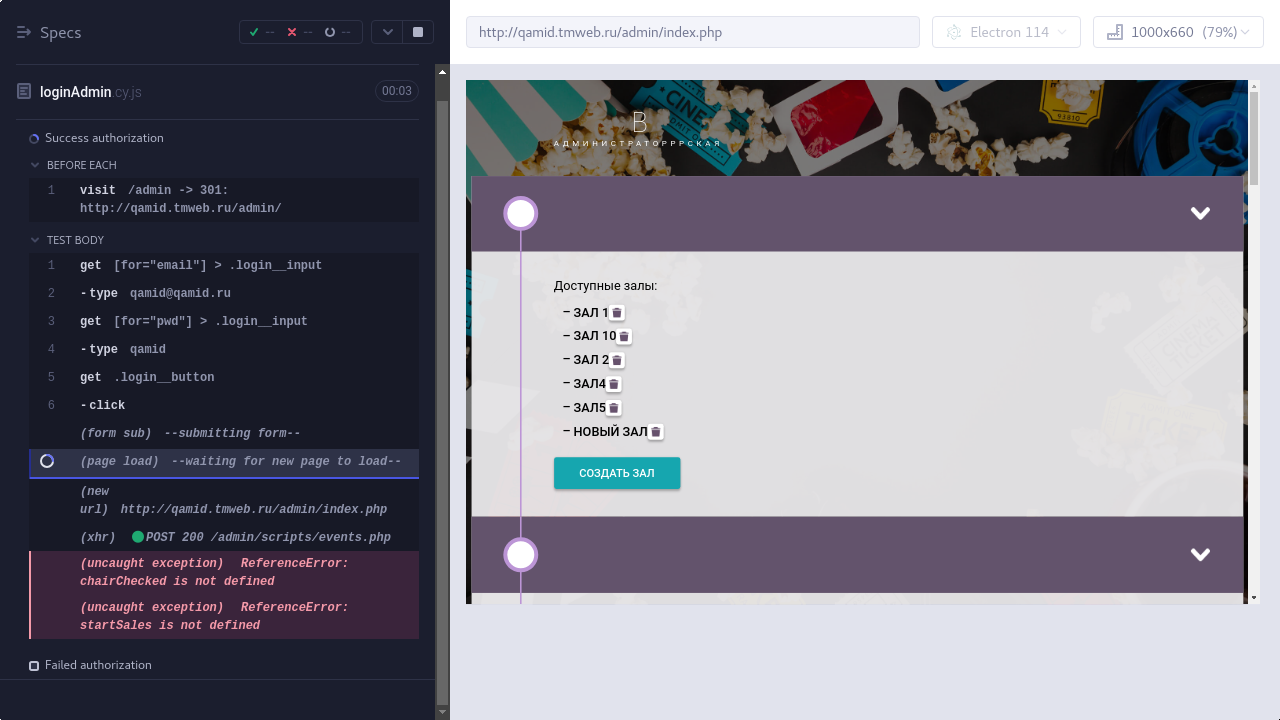 Specs
--
--
--
http://qamid.tmweb.ru/admin/index.php
Electron 114
1000x660 (79%)
loginAdmin.cy.js
00:03
Success authorization
BEFORE EACH
1 visit /admin -> 301:
http://qamid.tmweb.ru/admin/
TEST BODY
1 get [for="email"] > .login__input
2 -type qamid@qamid.ru
3 get [for="pwd"] > .login__input
4 -type qamid
5 get .login__button
6 -click
(form sub) --submitting form--
(page load) --waiting for new page to load--
(new
url) http://qamid.tmweb.ru/admin/index.php
(xhr) POST 200 /admin/scripts/events.php
(uncaught exception) ReferenceError:
chairChecked is not defined
(uncaught exception) ReferenceError:
startSales is not defined
Failed authorization
В
АДМИНИСТРАТОРРРСКАЯ
CINE
93810
Доступные залы:
– ЗАЛ 1
– ЗАЛ 10
– ЗАЛ 2
– ЗАЛ4
– ЗАЛ5
– НОВЫЙ ЗАЛ
СОЗДАТЬ ЗАЛ